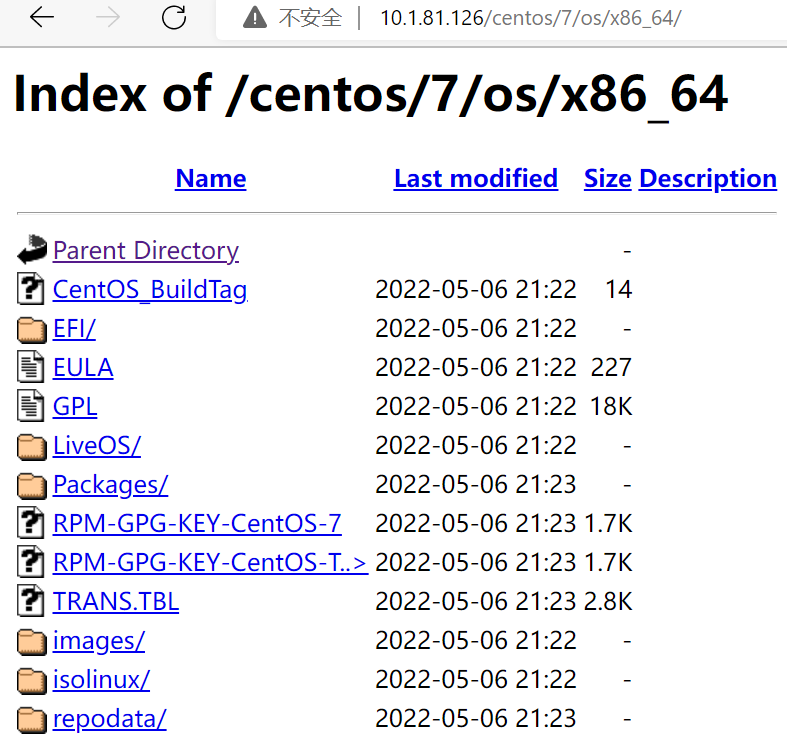 不安全 | 10.1.81.126/centos/7/os/x86_64/
Index of /centos/7/os/x86_64
Name Last modified Size Description
Parent Directory -
CentOS_BuildTag 2022-05-06 21:22 14
EFI/ 2022-05-06 21:22 -
EULA 2022-05-06 21:22 227
GPL 2022-05-06 21:22 18K
LiveOS/ 2022-05-06 21:22 -
Packages/ 2022-05-06 21:23 -
RPM-GPG-KEY-CentOS-7 2022-05-06 21:23 1.7K
RPM-GPG-KEY-CentOS-T..> 2022-05-06 21:23 1.7K
TRANS.TBL 2022-05-06 21:23 2.8K
images/ 2022-05-06 21:22 -
isolinux/ 2022-05-06 21:22 -
repodata/ 2022-05-06 21:23 -